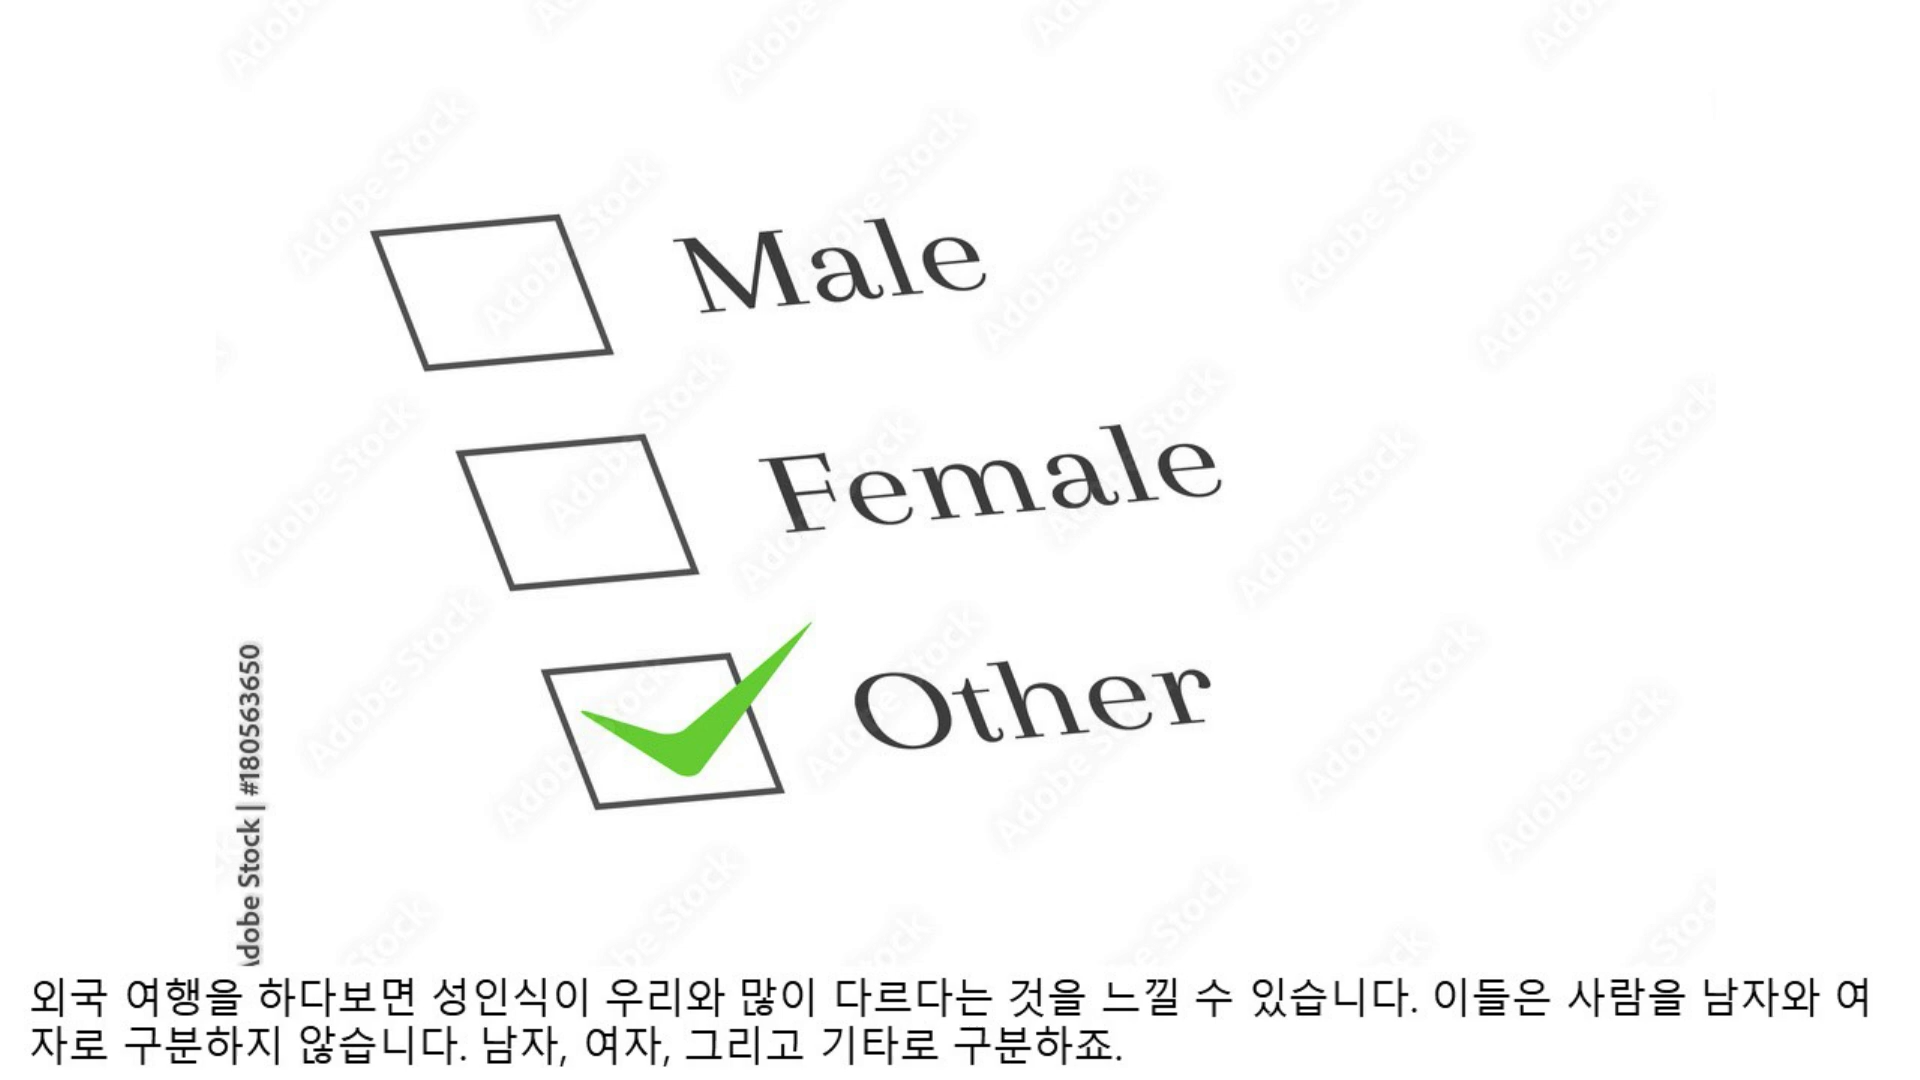 Male
Female
Other
Adobe Stock | #180563650
외국 여행을 하다보면 성인식이 우리와 많이 다르다는 것을 느낄 수 있습니다. 이들은 사람을 남자와 여
자로 구분하지 않습니다. 남자, 여자, 그리고 기타로 구분하죠.